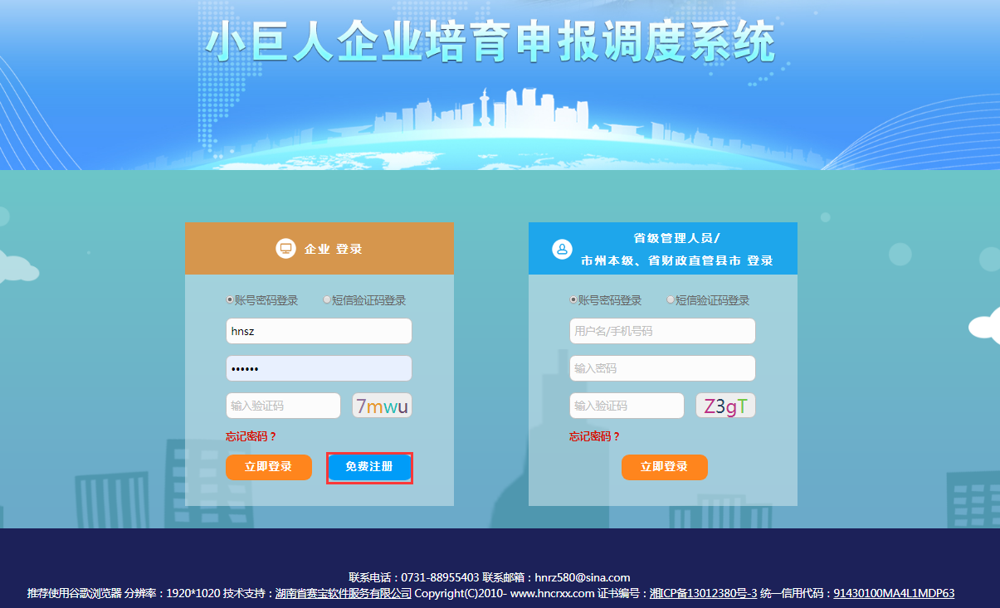 小巨人企业培育申报调度系统
企业 登录
账号密码登录 短信验证码登录
hnsz
••••••
输入验证码 7mwu
忘记密码？
立即登录 免费注册
省级管理人员/
市州本级、省财政直管县市 登录
账号密码登录 短信验证码登录
用户名/手机号码
输入密码
输入验证码 Z3gT
忘记密码？
立即登录
联系电话：0731-88955403 联系邮箱：hnrz580@sina.com
推荐使用谷歌浏览器 分辨率：1920*1020 技术支持：湖南省赛宝软件服务有限公司 Copyright(C)2010- www.hncrxx.com 证书编号：湘ICP备13012380号-3 统一信用代码：91430100MA4L1MDP63